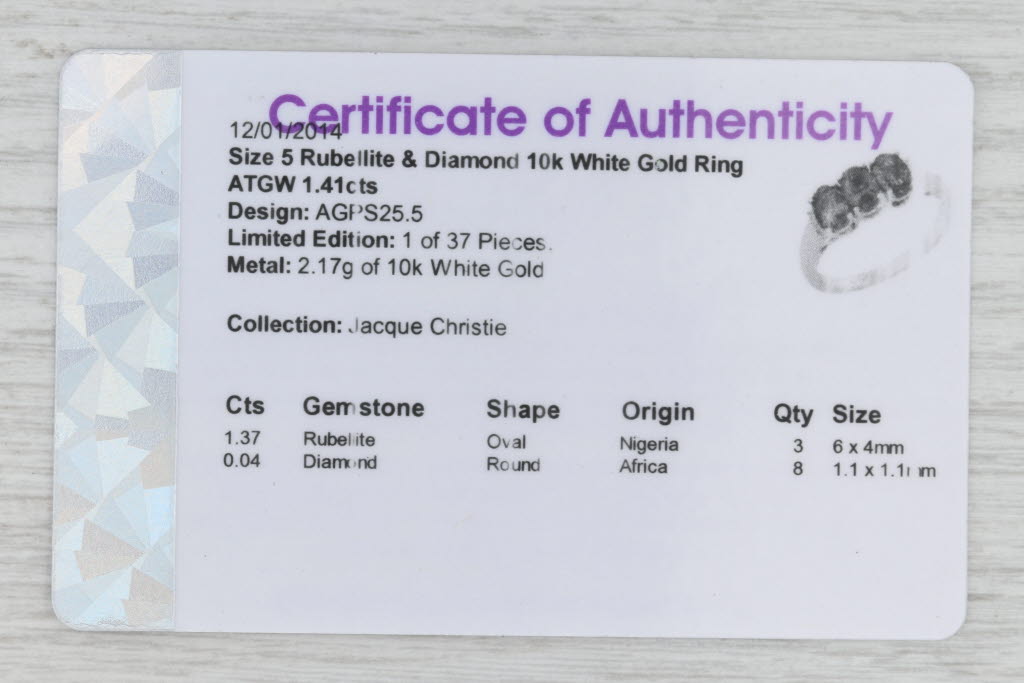 Certificate of Authenticity
12/01/2014
Size 5 Rubellite & Diamond 10k White Gold Ring
ATGW 1.41cts
Design: AGPS25.5
Limited Edition: 1 of 37 Pieces.
Metal: 2.17g of 10k White Gold
Collection: Jacque Christie
Cts Gemstone Shape Origin Qty Size
1.37 Rubellite Oval Nigeria 3 6 x 4mm
0.04 Diamond Round Africa 8 1.1 x 1.1mm